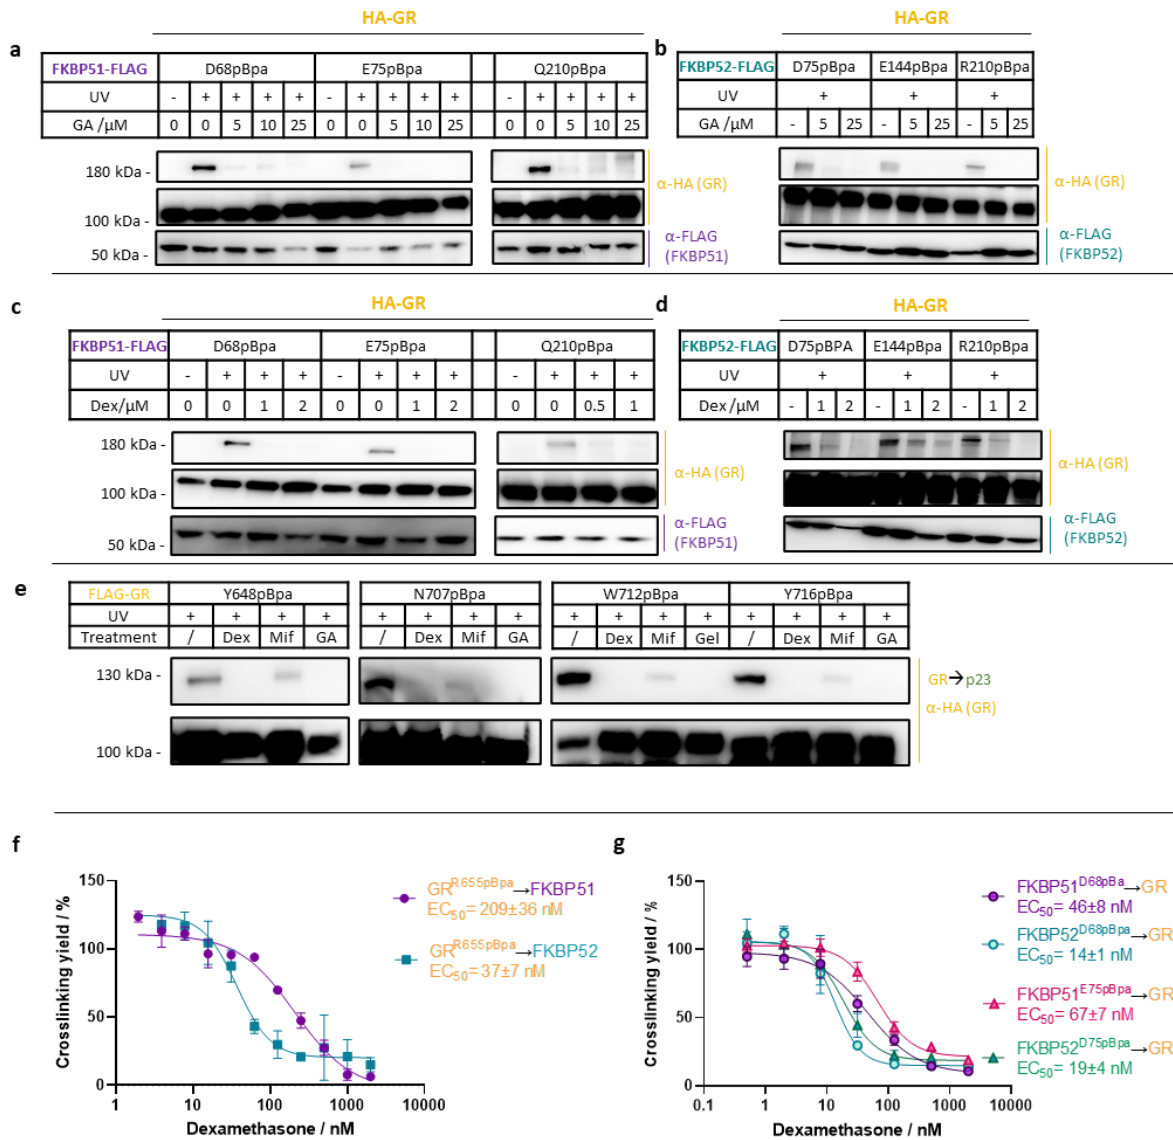 HA-GR
a
FKBP51-FLAG D68pBpa E75pBpa Q210pBpa
UV - + + + + - + + + + - + + + +
GA /μM 0 0 5 10 25 0 0 5 10 25 0 0 5 10 25
180 kDa -
100 kDa -
50 kDa -
α-HA (GR)
α-FLAG
(FKBP51)
HA-GR
b
FKBP52-FLAG D75pBpa E144pBpa R210pBpa
UV + + +
GA /μM - 5 25 - 5 25 - 5 25
α-HA (GR)
α-FLAG
(FKBP52)
HA-GR
c
FKBP51-FLAG D68pBpa E75pBpa Q210pBpa
UV - + + + - + + + - + + +
Dex/μM 0 0 1 2 0 0 1 2 0 0 0.5 1
180 kDa -
100 kDa -
50 kDa -
α-HA (GR)
α-FLAG
(FKBP51)
HA-GR
d
FKBP52-FLAG D75pBPA E144pBpa R210pBpa
UV + + +
Dex/μM - 1 2 - 1 2 - 1 2
α-HA (GR)
α-FLAG
(FKBP52)
e
FLAG-GR Y648pBpa N707pBpa W712pBpa Y716pBpa
UV + + + + + + + + + + + + + + + +
Treatment / Dex Mif GA / Dex Mif GA / Dex Mif Gel / Dex Mif GA
130 kDa -
100 kDa -
GR→p23
α-HA (GR)
f
Crosslinking yield / %
150
100
50
0
1 10 100 1000 10000
Dexamethasone / nM
GR^R655pBpa→FKBP51
EC50= 209±36 nM
GR^R655pBpa→FKBP52
EC50= 37±7 nM
g
Crosslinking yield / %
150
100
50
0
0.1 1 10 100 1000 10000
Dexamethasone / nM
FKBP51^D68pBa→GR
EC50= 46±8 nM
FKBP52^D68pBpa→GR
EC50= 14±1 nM
FKBP51^E75pBpa→GR
EC50= 67±7 nM
FKBP52^D75pBpa→GR
EC50= 19±4 nM